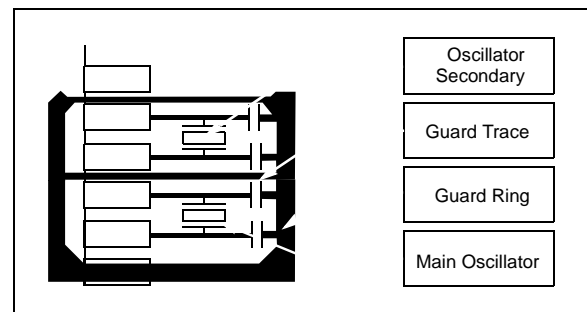 Oscillator
Secondary
Guard Trace
Guard Ring
Main Oscillator